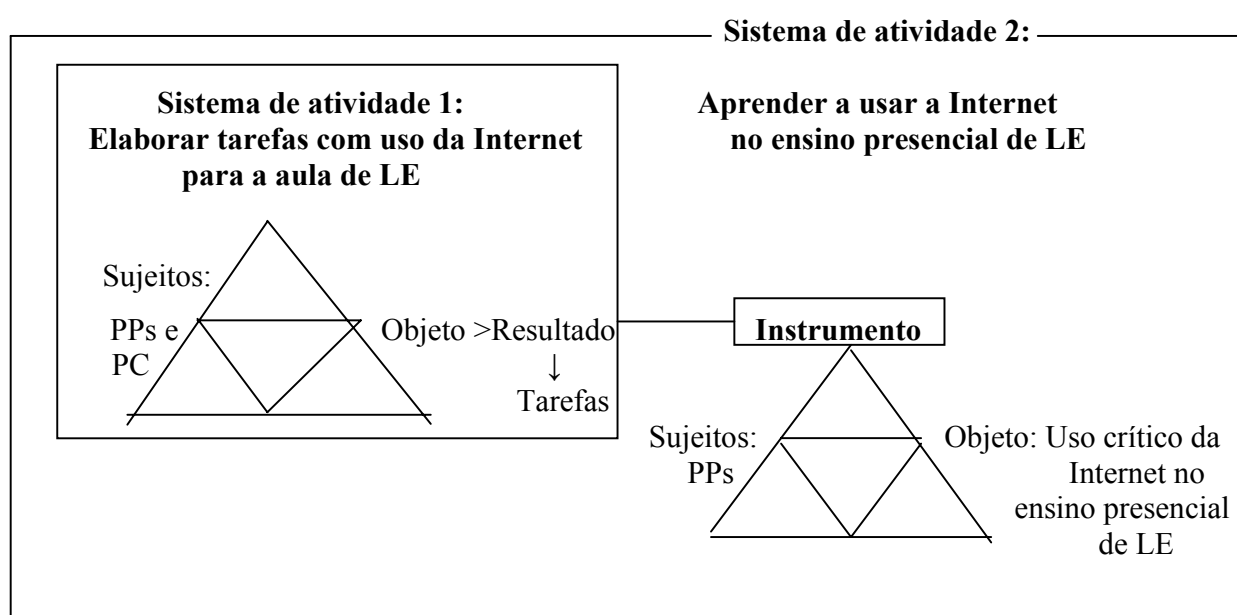 Sistema de atividade 2:
Sistema de atividade 1:
Elaborar tarefas com uso da Internet
para a aula de LE
Aprender a usar a Internet
no ensino presencial de LE
Sujeitos:
PPs e
PC
Objeto >Resultado
↓
Tarefas
Instrumento
Sujeitos:
PPs
Objeto: Uso crítico da
Internet no
ensino presencial
de LE